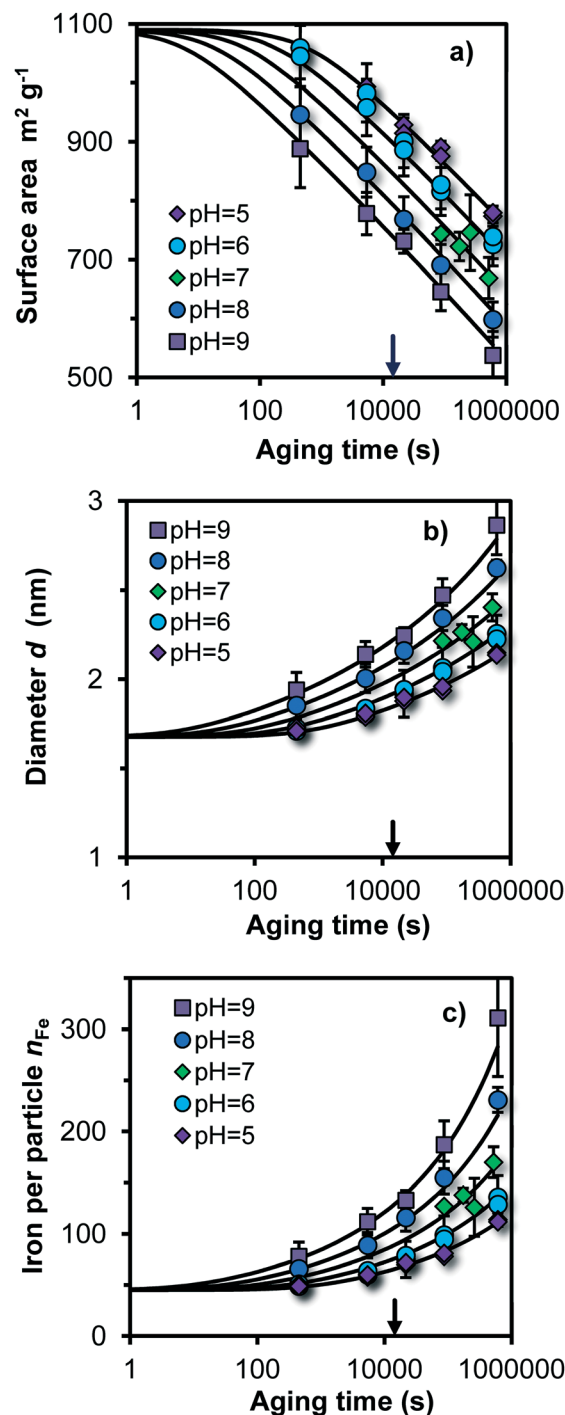 1100
a)
900
Surface area m² g⁻¹
700
pH=5
pH=6
pH=7
pH=8
pH=9
500
1
100
10000
1000000
Aging time (s)
3
b)
pH=9
pH=8
pH=7
pH=6
pH=5
Diameter d (nm)
2
1
1
100
10000
1000000
Aging time (s)
c)
300
pH=9
pH=8
pH=7
pH=6
pH=5
Iron per particle nFe
200
100
0
1
100
10000
1000000
Aging time (s)